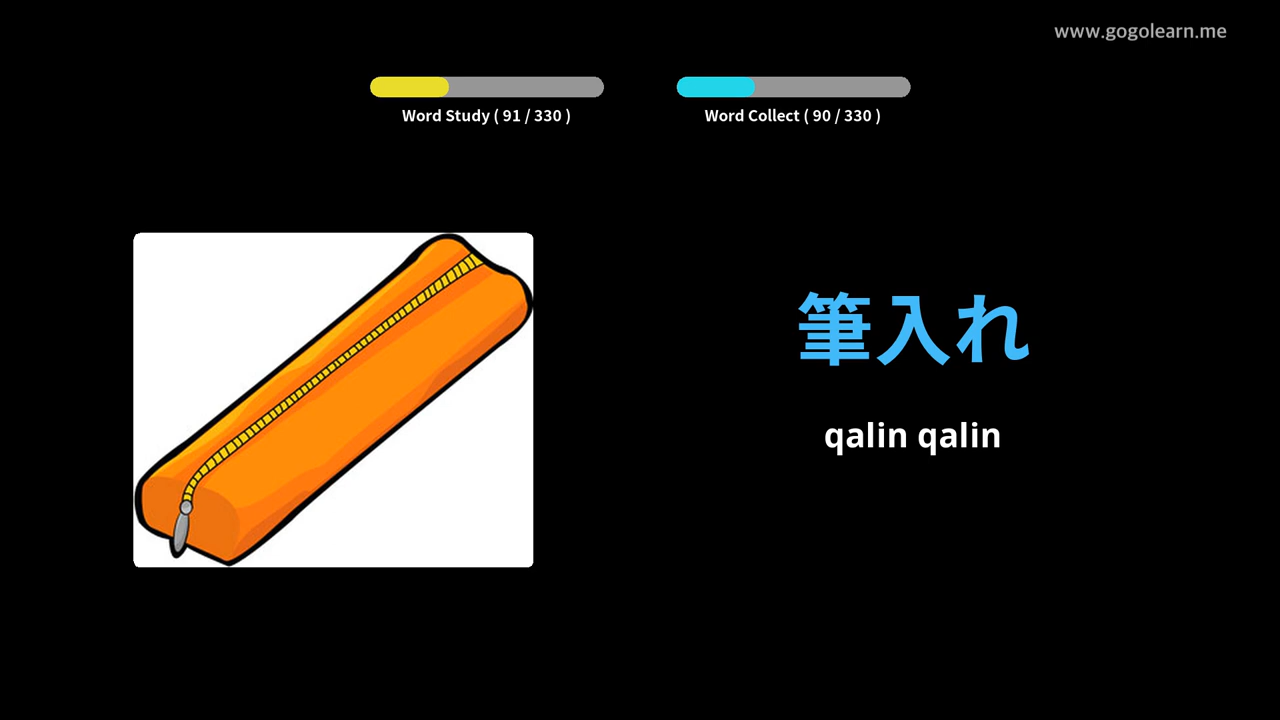 www.gogolearn.me
Word Study ( 91 / 330 )
Word Collect ( 90 / 330 )
筆入れ
qalin qalin